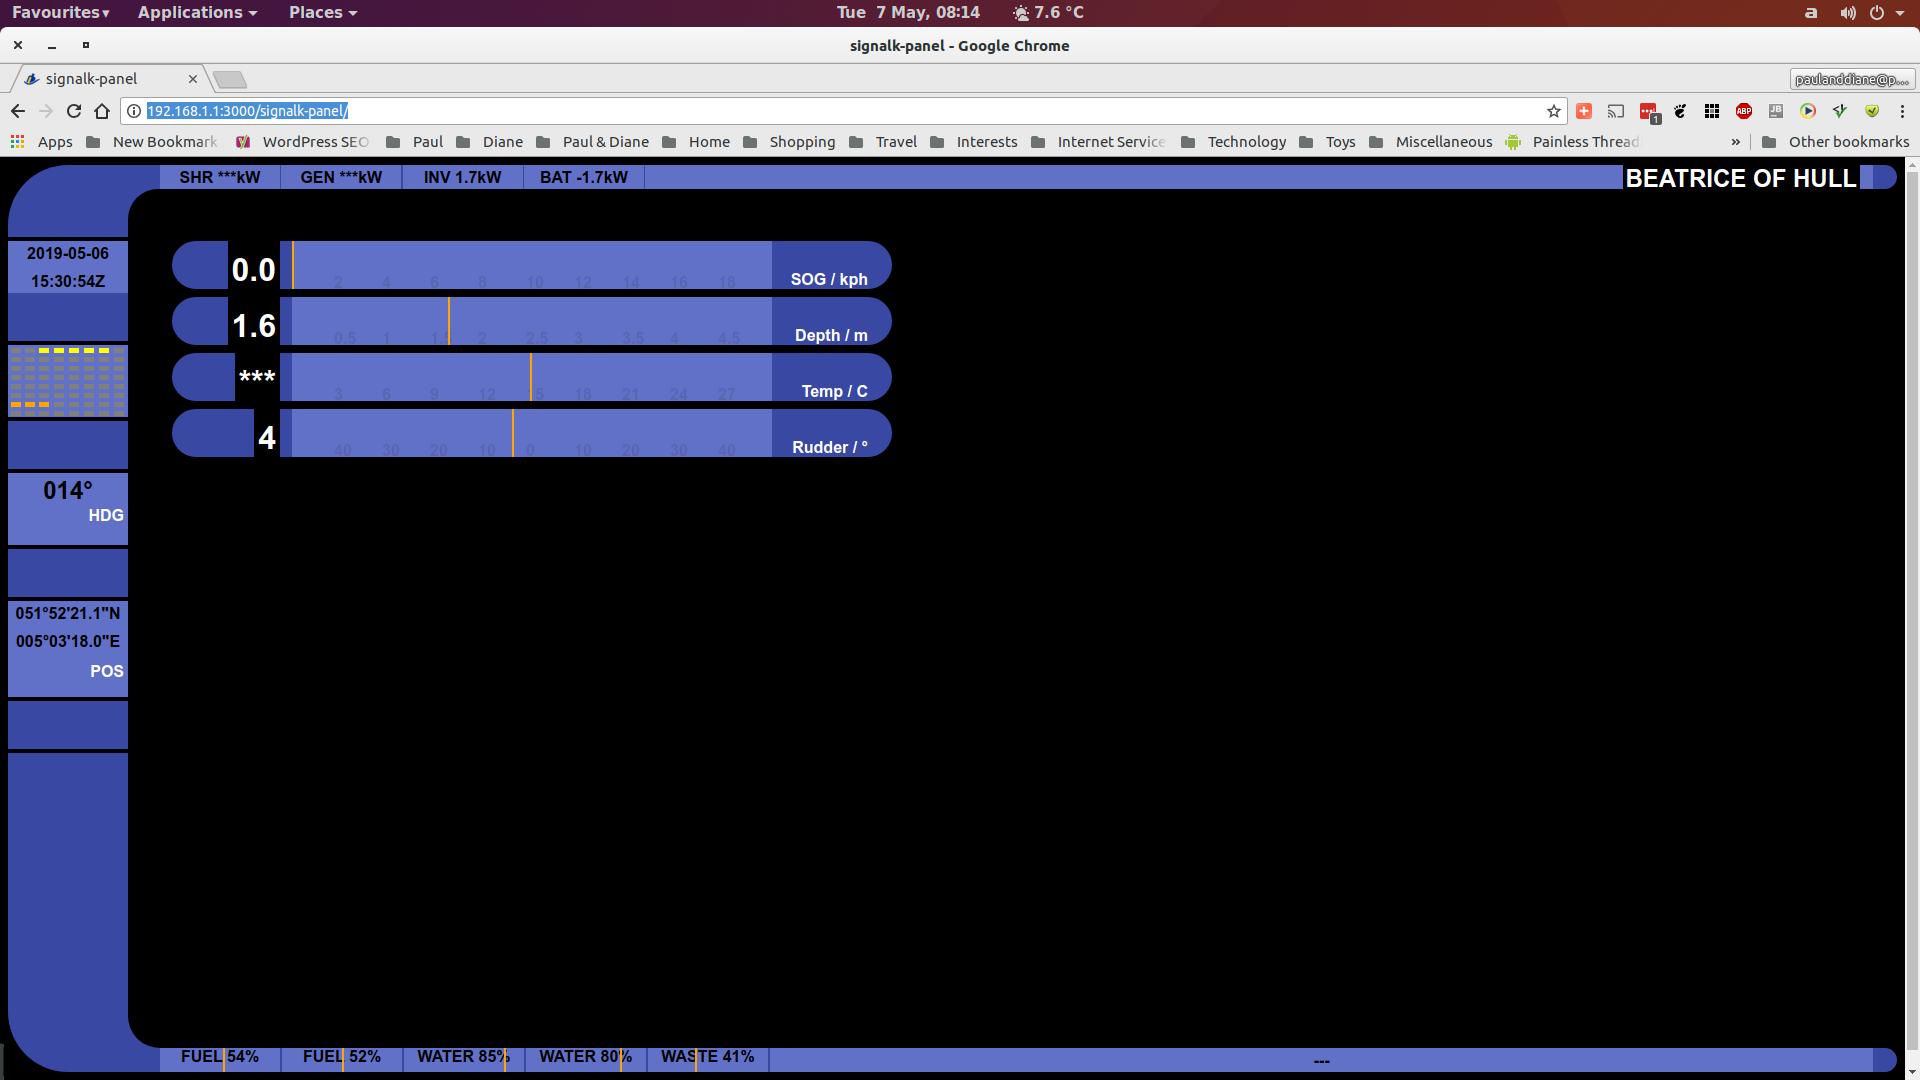 Favourites▾ Applications Places Tue 7 May, 08:14 7.6 °C a
signalk-panel - Google Chrome
signalk-panel paulanddiane@p...
192.168.1.1:3000/signalk-panel/ 1 ABP JB
Apps New Bookmark WordPress SEO Paul Diane Paul & Diane Home Shopping Travel Interests Internet Service Technology Toys Miscellaneous Painless Thread » Other bookmarks
SHR ***kW GEN ***kW INV 1.7kW BAT -1.7kW BEATRICE OF HULL
2019-05-06
15:30:54Z
0.0 2 4 6 8 10 12 14 16 18 SOG / kph
1.6 0.5 1 1.5 2 2.5 3 3.5 4 4.5 Depth / m
*** 3 6 9 12 15 18 21 24 27 Temp / C
4 40 30 20 10 0 10 20 30 40 Rudder / °
014°
HDG
051°52'21.1"N
005°03'18.0"E
POS
FUEL 54% FUEL 52% WATER 85% WATER 80% WASTE 41% ---